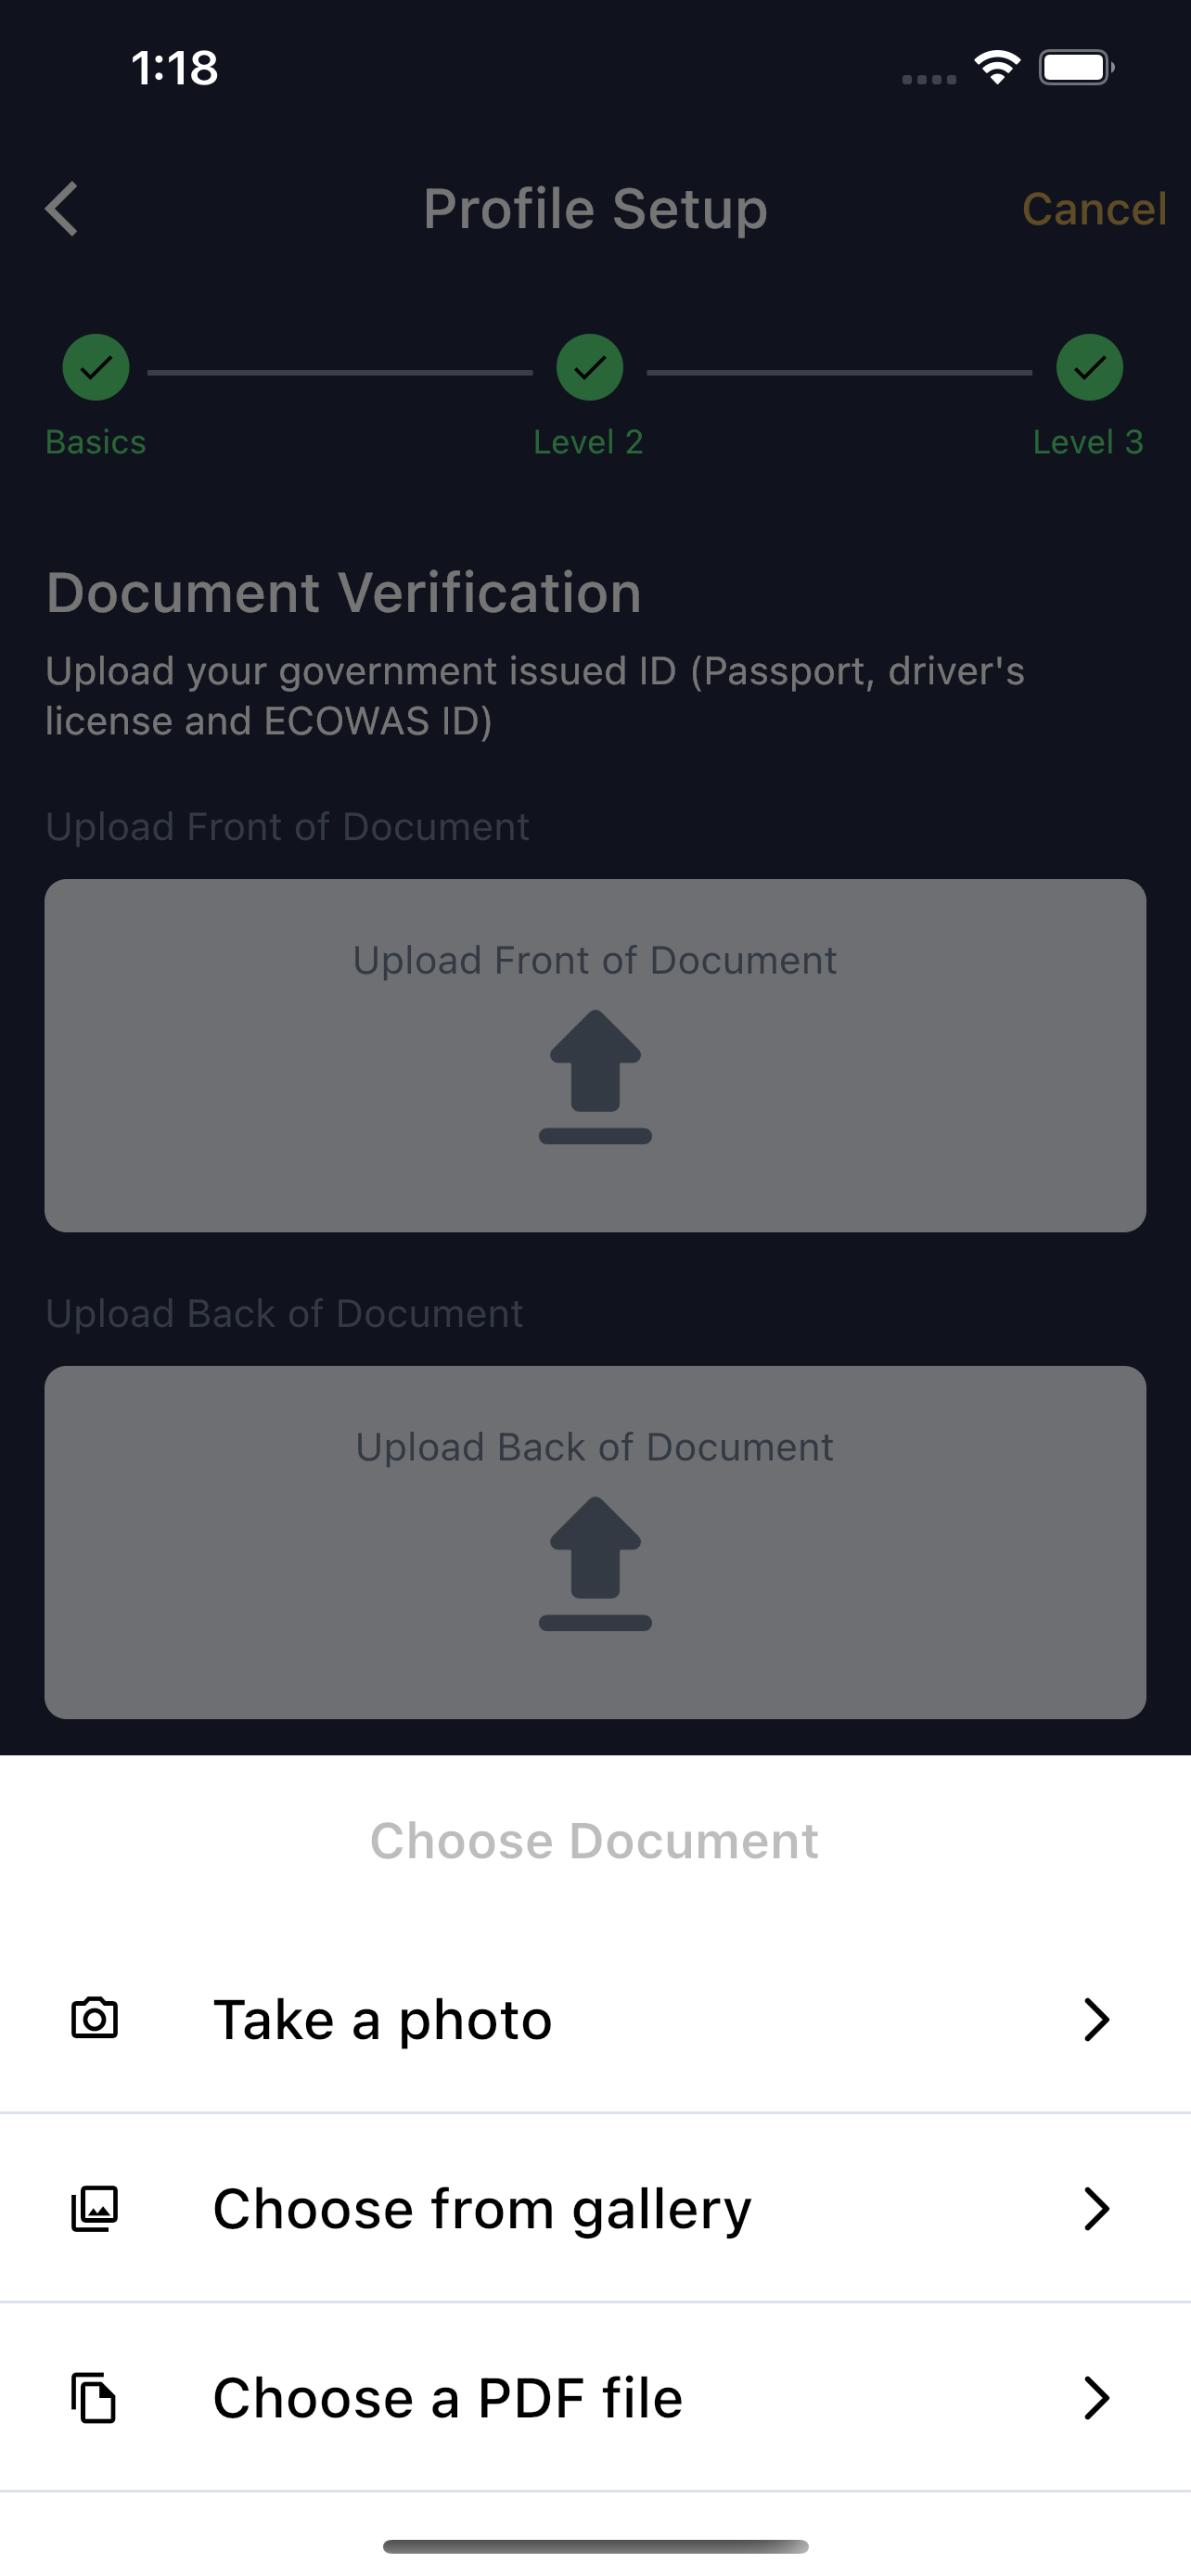 1:18
Profile Setup
Cancel
Basics
Level 2
Level 3
Document Verification
Upload your government issued ID (Passport, driver's
license and ECOWAS ID)
Upload Front of Document
Upload Front of Document
Upload Back of Document
Upload Back of Document
Choose Document
Take a photo
Choose from gallery
Choose a PDF file